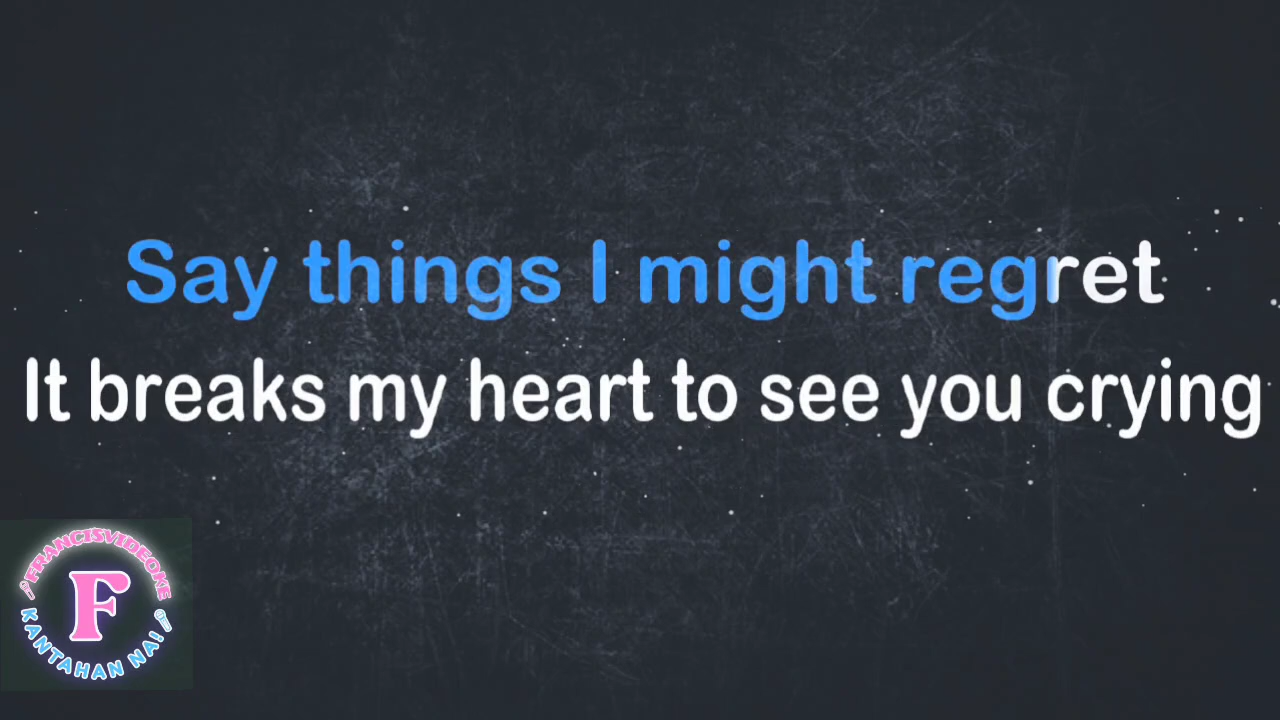 Say things I might regret
It breaks my heart to see you crying
FRANCISVIDEOKE
F
KANTAHAN NA!